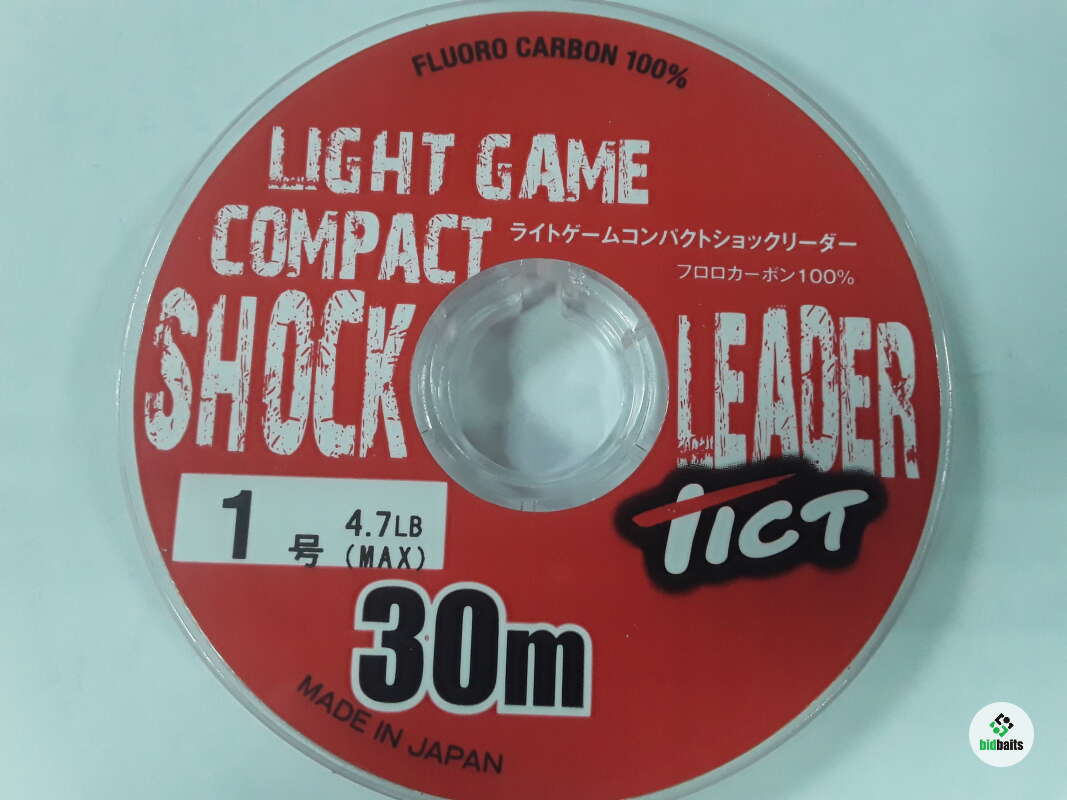 FLUORO CARBON 100%
LIGHT GAME
COMPACT
ライトゲームコンパクトショックリーダー
フロロカーボン100%
SHOCK LEADER
TICT
1号 4.7LB
(MAX)
30m
MADE IN JAPAN
bidbaits